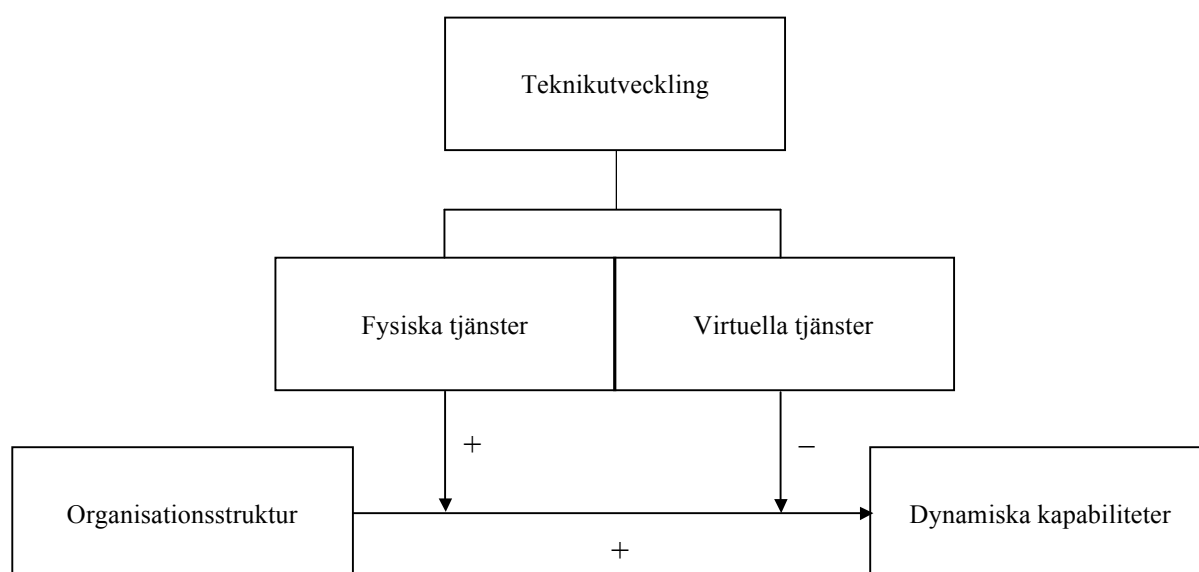 Teknikutveckling
Fysiska tjänster
Virtuella tjänster
+
–
Organisationsstruktur
Dynamiska kapabiliteter
+